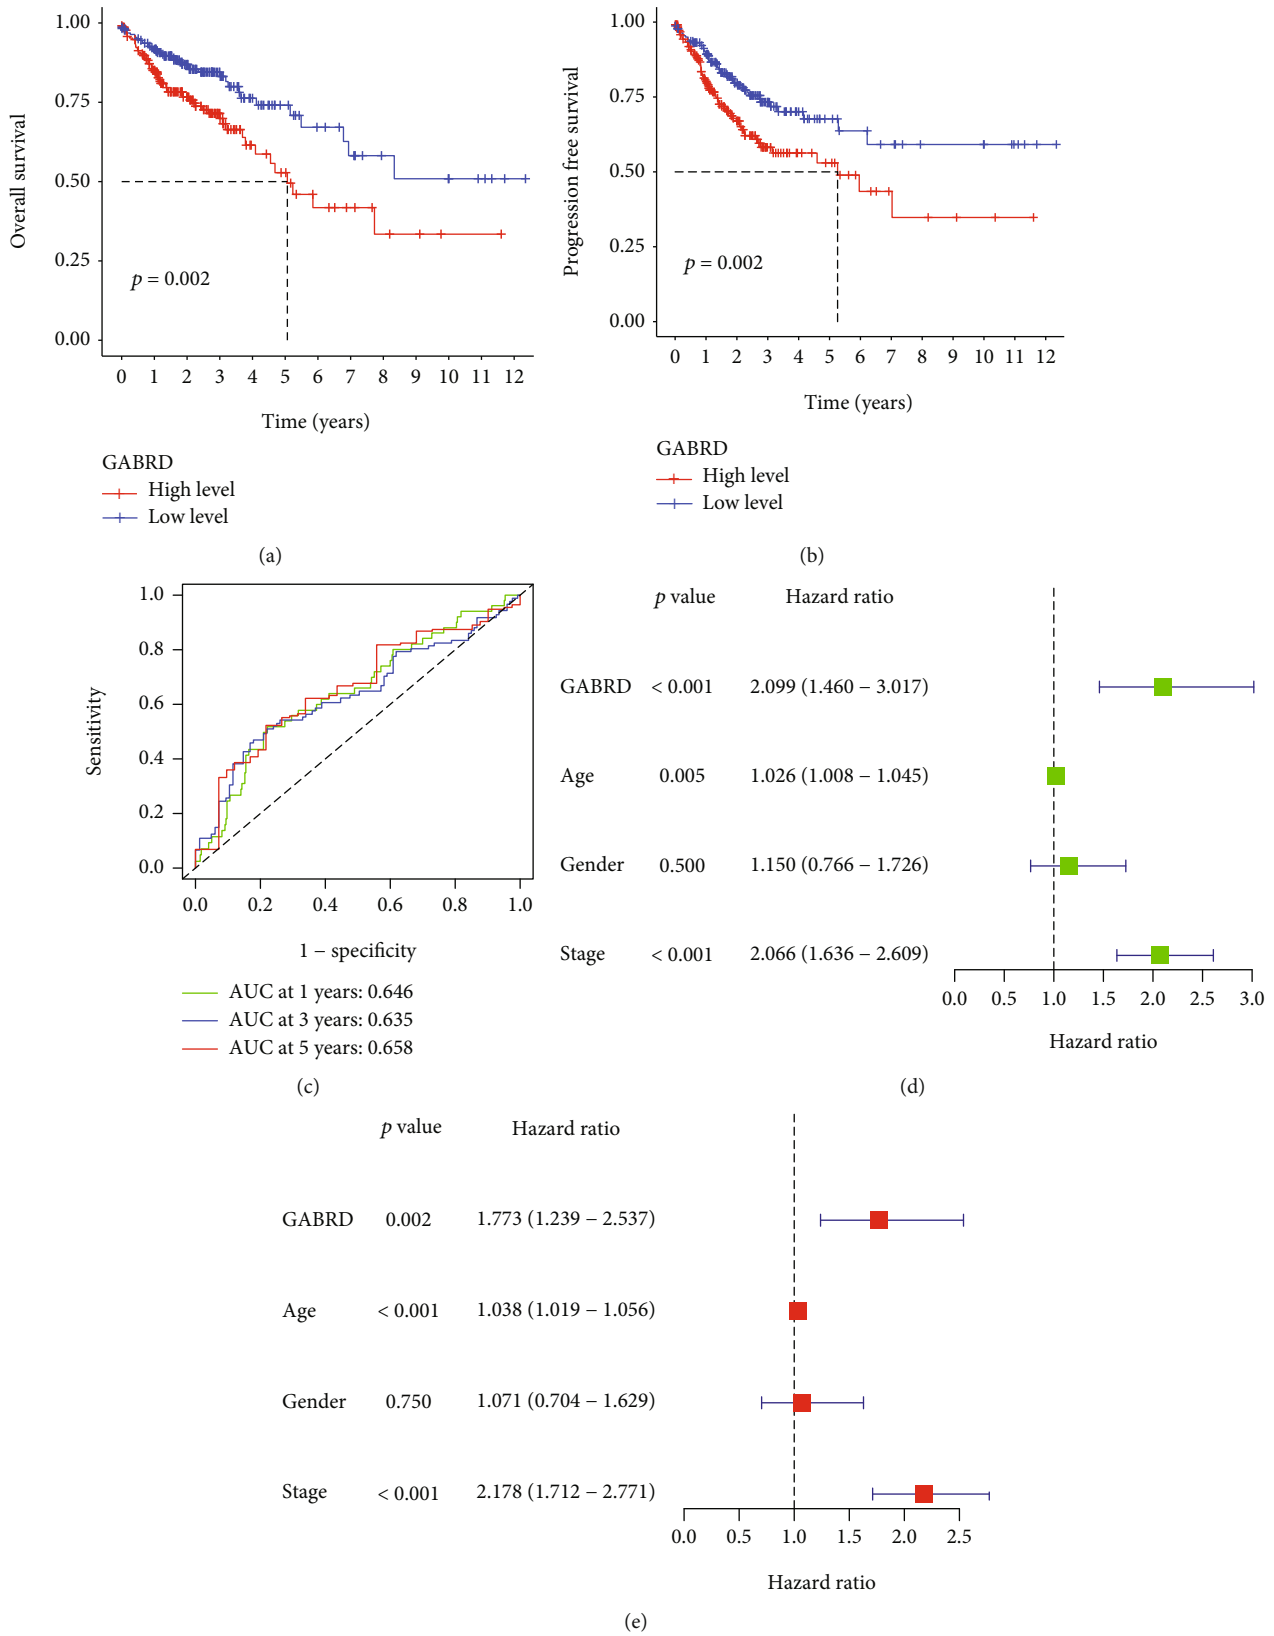 1.00
0.75
0.50
0.25
0.00
Overall survival
p = 0.002
0 1 2 3 4 5 6 7 8 9 10 11 12
Time (years)
GABRD
High level
Low level
(a)
1.00
0.75
0.50
0.25
0.00
Progression free survival
p = 0.002
0 1 2 3 4 5 6 7 8 9 10 11 12
Time (years)
GABRD
High level
Low level
(b)
1.0
0.8
0.6
0.4
0.2
0.0
Sensitivity
0.0 0.2 0.4 0.6 0.8 1.0
1 − specificity
AUC at 1 years: 0.646
AUC at 3 years: 0.635
AUC at 5 years: 0.658
(c)
p value Hazard ratio
GABRD < 0.001 2.099 (1.460 − 3.017)
Age 0.005 1.026 (1.008 − 1.045)
Gender 0.500 1.150 (0.766 − 1.726)
Stage < 0.001 2.066 (1.636 − 2.609)
0.0 0.5 1.0 1.5 2.0 2.5 3.0
Hazard ratio
(d)
p value Hazard ratio
GABRD 0.002 1.773 (1.239 − 2.537)
Age < 0.001 1.038 (1.019 − 1.056)
Gender 0.750 1.071 (0.704 − 1.629)
Stage < 0.001 2.178 (1.712 − 2.771)
0.0 0.5 1.0 1.5 2.0 2.5
Hazard ratio
(e)